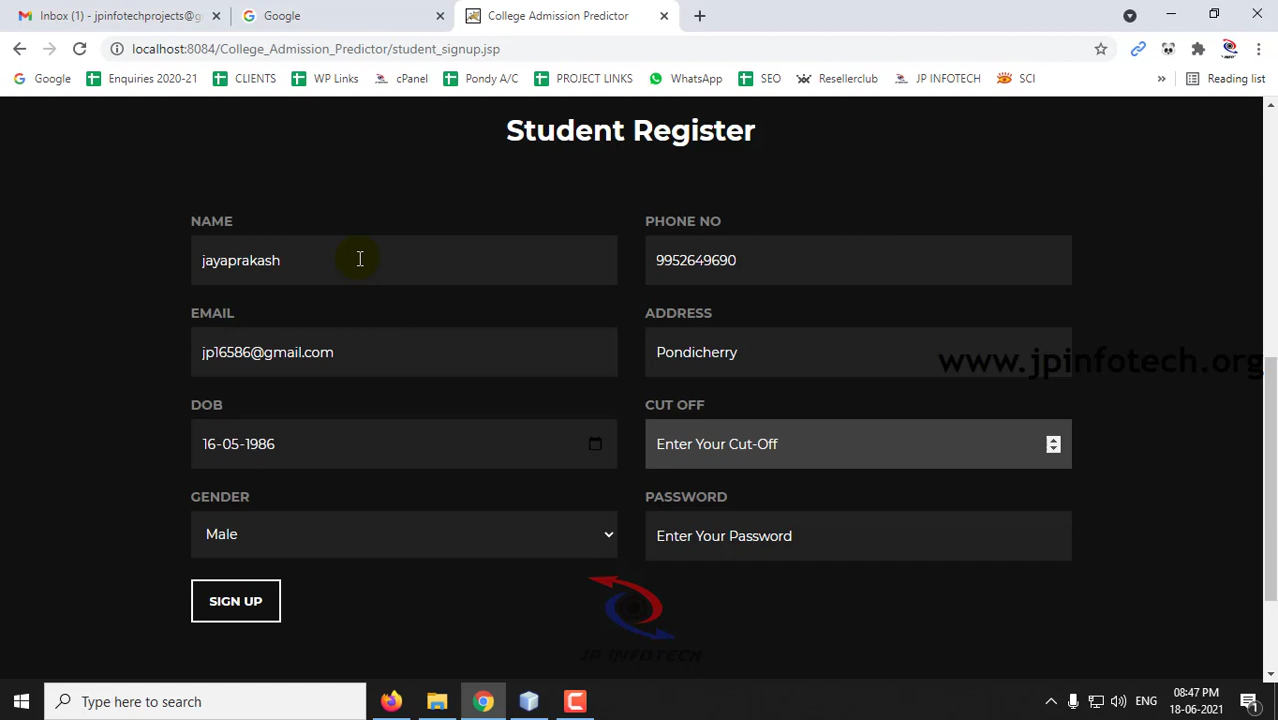 Inbox (1) - jpinfotechprojects@g
Google
College Admission Predictor
localhost:8084/College_Admission_Predictor/student_signup.jsp
Google
Enquiries 2020-21
CLIENTS
WP Links
cPanel
Pondy A/C
PROJECT LINKS
WhatsApp
SEO
Resellerclub
JP INFOTECH
SCI
»
Reading list
Student Register
NAME
PHONE NO
jayaprakash
9952649690
EMAIL
ADDRESS
jp16586@gmail.com
Pondicherry
www.jpinfotech.org
DOB
CUT OFF
16-05-1986
Enter Your Cut-Off
GENDER
PASSWORD
Male
Enter Your Password
SIGN UP
JP INFOTECH
Type here to search
ENG
08:47 PM
18-06-2021
1